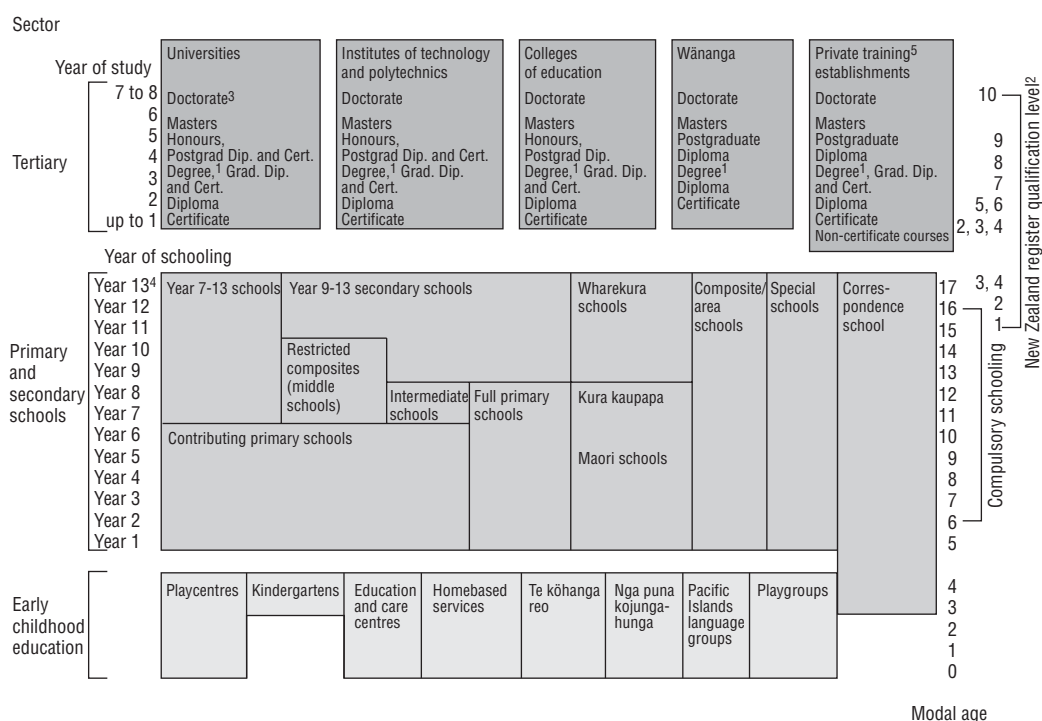 Sector
Year of study
Universities
Institutes of technology
and polytechnics
Colleges
of education
Wänanga
Private training5
establishments
Tertiary
7 to 8
6
5
4
3
2
up to 1
Doctorate3
Masters
Honours,
Postgrad Dip. and Cert.
Degree,1 Grad. Dip.
and Cert.
Diploma
Certificate
Doctorate
Masters
Honours,
Postgrad Dip. and Cert.
Degree,1 Grad. Dip.
and Cert.
Diploma
Certificate
Doctorate
Masters
Honours,
Postgrad Dip.
Degree,1 Grad. Dip.
and Cert.
Diploma
Certificate
Doctorate
Masters
Postgraduate
Diploma
Degree1
Diploma
Certificate
Doctorate
Masters
Postgraduate
Diploma
Degree1, Grad. Dip.
and Cert.
Diploma
Certificate
Non-certificate courses
10
9
8
7
5, 6
2, 3, 4
3, 4
2
1
New Zealand register qualification level2
Year of schooling
Primary
and
secondary
schools
Year 134
Year 12
Year 11
Year 10
Year 9
Year 8
Year 7
Year 6
Year 5
Year 4
Year 3
Year 2
Year 1
Year 7-13 schools
Year 9-13 secondary schools
Restricted
composites
(middle
schools)
Intermediate
schools
Full primary
schools
Contributing primary schools
Wharekura
schools
Kura kaupapa
Maori schools
Composite/
area
schools
Special
schools
Corres-
pondence
school
17
16
15
14
13
12
11
10
9
8
7
6
5
Compulsory schooling
Early
childhood
education
Playcentres
Kindergartens
Education
and care
centres
Homebased
services
Te köhanga
reo
Nga puna
kojunga-
hunga
Pacific
Islands
language
groups
Playgroups
4
3
2
1
0
Modal age